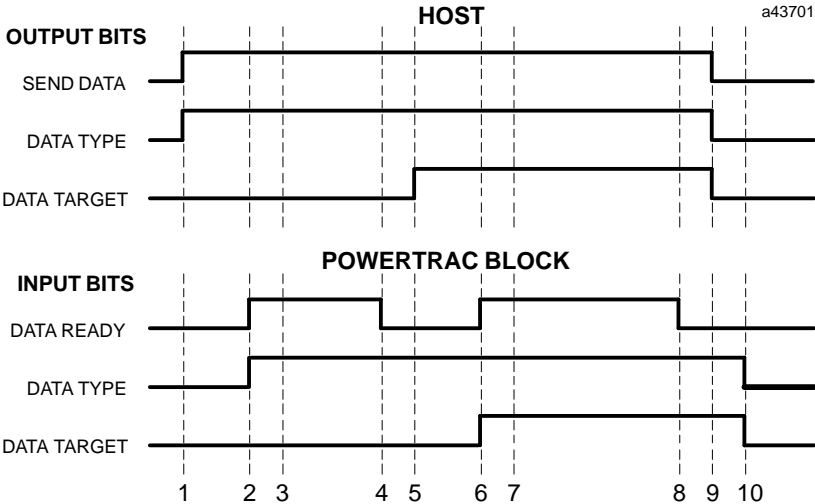 HOST
a43701
OUTPUT BITS
SEND DATA
DATA TYPE
DATA TARGET
POWERTRAC BLOCK
INPUT BITS
DATA READY
DATA TYPE
DATA TARGET
1 2 3 4 5 6 7 8 9 10